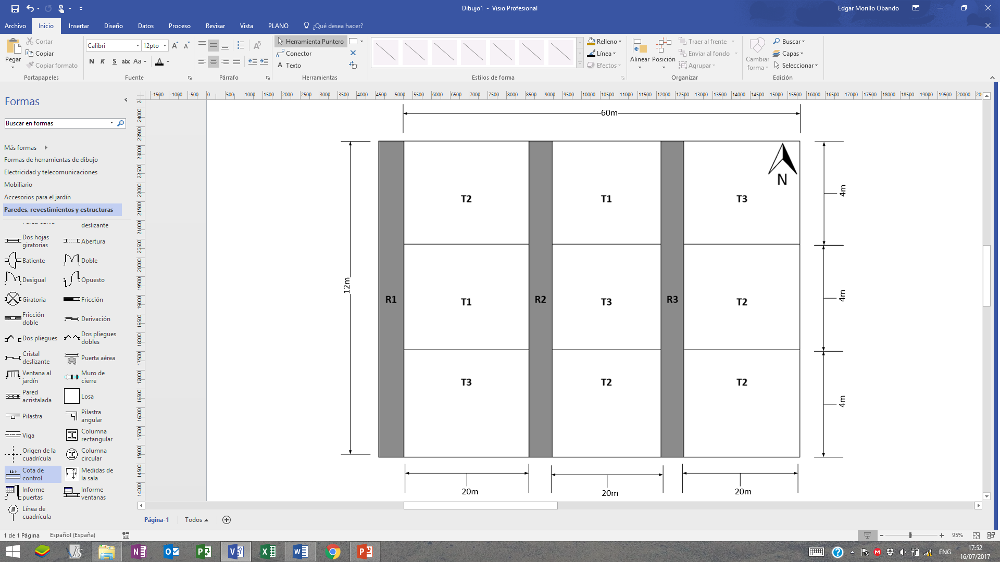 Dibujo1 - Visio Profesional
Edgar Morillo Obando
Archivo Inicio Insertar Diseño Datos Proceso Revisar Vista PLANO ¿Qué desea hacer?
Pegar
Cortar
Copiar
Copiar formato
Portapapeles
Calibri 12pto
N K S abc Aa A
Fuente
Párrafo
Herramienta Puntero
Conector
A Texto
Herramientas
Estilos de forma
Relleno
Línea
Efectos
Alinear Posición
Traer al frente
Enviar al fondo
Agrupar
Organizar
Cambiar forma
Buscar
Capas
Seleccionar
Edición
Formas
Buscar en formas
Más formas
Formas de herramientas de dibujo
Electricidad y telecomunicaciones
Mobiliario
Accesorios para el jardín
Paredes, revestimientos y estructuras
deslizante
Dos hojas giratorias
Abertura
Batiente
Doble
Desigual
Opuesto
Giratoria
Fricción
Fricción doble
Derivación
Dos pliegues
Dos pliegues dobles
Cristal deslizante
Puerta aérea
Ventana al jardín
Muro de cierre
Pared acristalada
Losa
Pilastra
Pilastra angular
Viga
Columna rectangular
Origen de la cuadrícula
Columna circular
Cota de control
Medidas de la sala
Informe puertas
Informe ventanas
Línea de cuadrícula
-1500 -1000 -500 0 500 1000 1500 2000 2500 3000 3500 4000 4500 5000 5500 6000 6500 7000 7500 8000 8500 9000 9500 10000 10500 11000 11500 12000 12500 13000 13500 14000 14500 15000 15500 16000 16500 17000 17500 18000 18500 19000 19500 20000
24000
23500
23000
22500
22000
21500
21000
20500
20000
19500
19000
18500
18000
17500
17000
16500
16000
15500
15000
14500
14000
60m
N
T2 T1 T3
4m
12m
R1 T1 R2 T3 R3 T2
4m
T3 T2 T2
4m
20m 20m 20m
Página-1 Todos
1 de 1 Página Español (España)
95%
ENG
17:52
16/07/2017